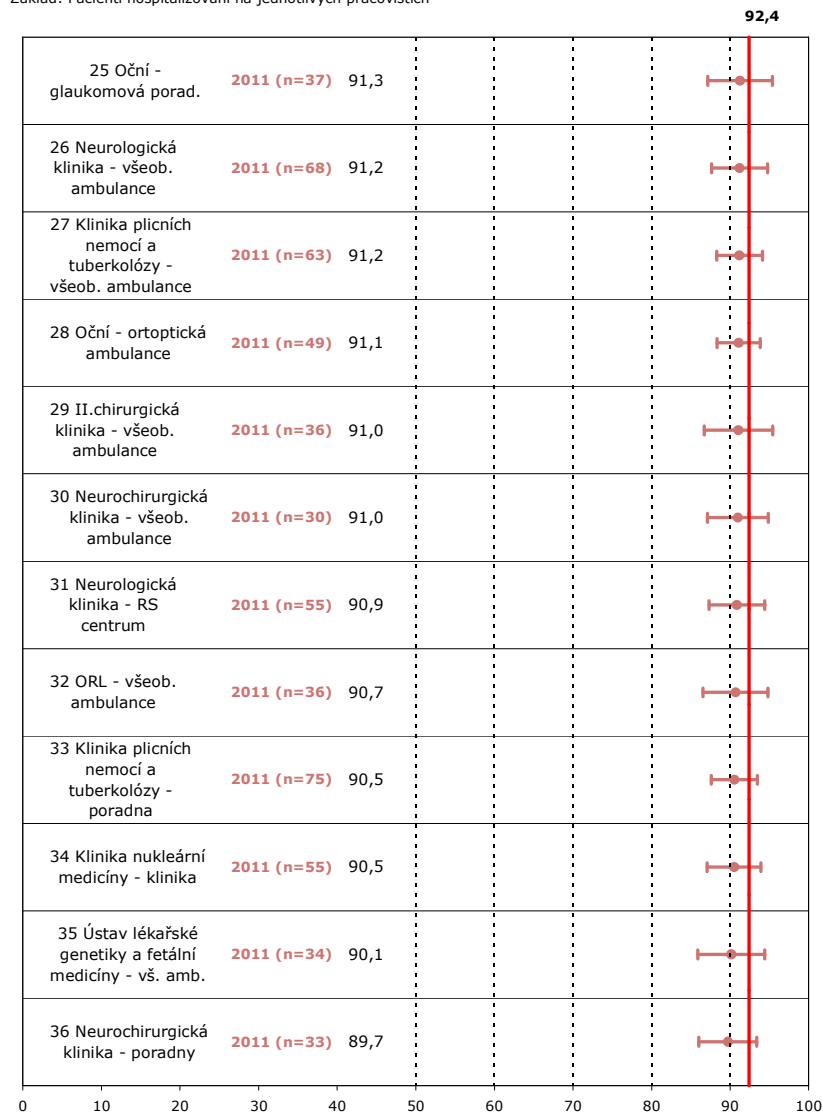 Základ: Pacienti hospitalizovaní na jednotlivých pracovištích
92,4
25 Oční -
glaukomová porad.
2011 (n=37) 91,3
26 Neurologická
klinika - všeob.
ambulance
2011 (n=68) 91,2
27 Klinika plicních
nemocí a
tuberkolózy -
všeob. ambulance
2011 (n=63) 91,2
28 Oční - ortoptická
ambulance
2011 (n=49) 91,1
29 II.chirurgická
klinika - všeob.
ambulance
2011 (n=36) 91,0
30 Neurochirurgická
klinika - všeob.
ambulance
2011 (n=30) 91,0
31 Neurologická
klinika - RS
centrum
2011 (n=55) 90,9
32 ORL - všeob.
ambulance
2011 (n=36) 90,7
33 Klinika plicních
nemocí a
tuberkolózy -
poradna
2011 (n=75) 90,5
34 Klinika nukleární
medicíny - klinika
2011 (n=55) 90,5
35 Ústav lékařské
genetiky a fetální
medicíny - vš. amb.
2011 (n=34) 90,1
36 Neurochirurgická
klinika - poradny
2011 (n=33) 89,7
0 10 20 30 40 50 60 70 80 90 100